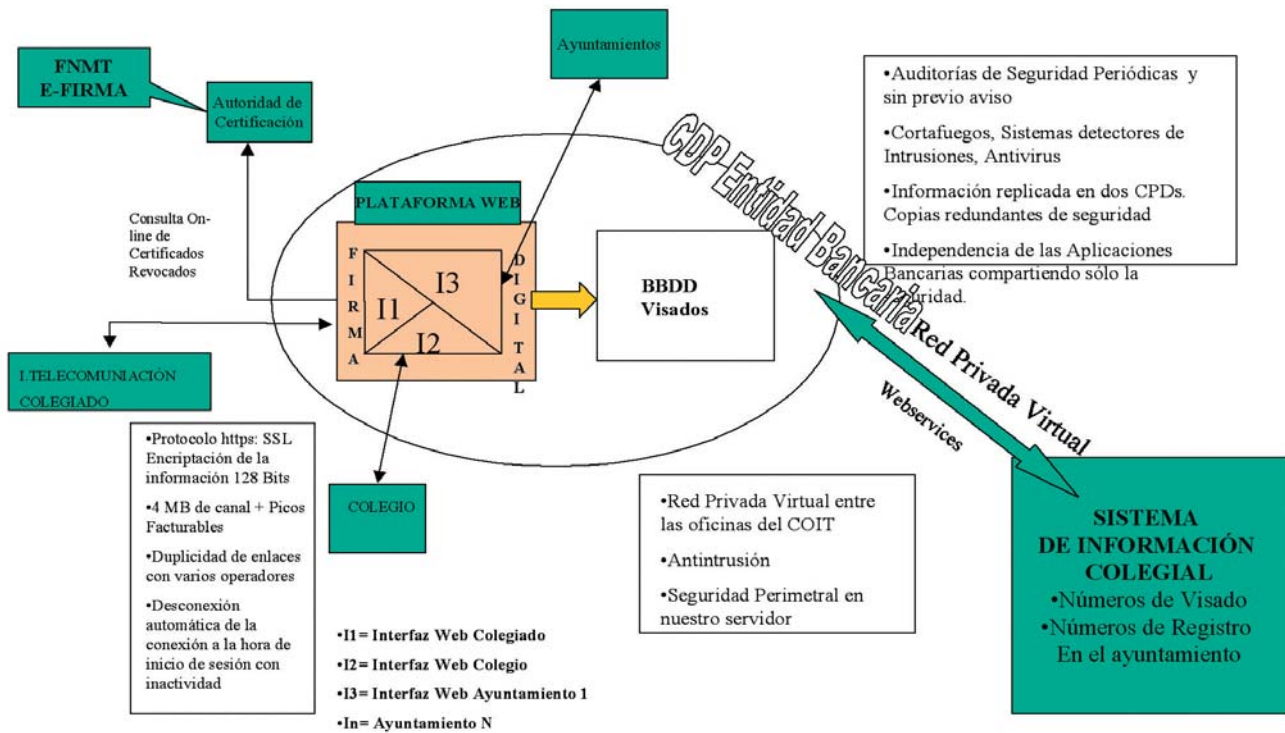 Ayuntamientos
FNMT
E-FIRMA
Autoridad de
Certificación
•Auditorías de Seguridad Periódicas y
sin previo aviso
•Cortafuegos, Sistemas detectores de
Intrusiones, Antivirus
•Información replicada en dos CPDs.
Copias redundantes de seguridad
•Independencia de las Aplicaciones
Bancarias compartiendo sólo la
CDP Entidad Bancaria
Consulta On-
line de
Certificados
Revocados
PLATAFORMA WEB
FIRMA
DIGITAL
I3
I1
I2
BBDD
Visados
Red Privada Virtual
Webservices
I.TELECOMUNIACIÓN
COLEGIADO
•Protocolo https: SSL
Encriptación de la
información 128 Bits
•4 MB de canal + Picos
Facturables
•Duplicidad de enlaces
con varios operadores
•Desconexión
automática de la
conexión a la hora de
inicio de sesión con
inactividad
COLEGIO
•Red Privada Virtual entre
las oficinas del COIT
•Antintrusión
•Seguridad Perimetral en
nuestro servidor
SISTEMA
DE INFORMACIÓN
COLEGIAL
•Números de Visado
•Números de Registro
En el ayuntamiento
•I1= Interfaz Web Colegiado
•I2= Interfaz Web Colegio
•I3= Interfaz Web Ayuntamiento 1
•In= Ayuntamiento N